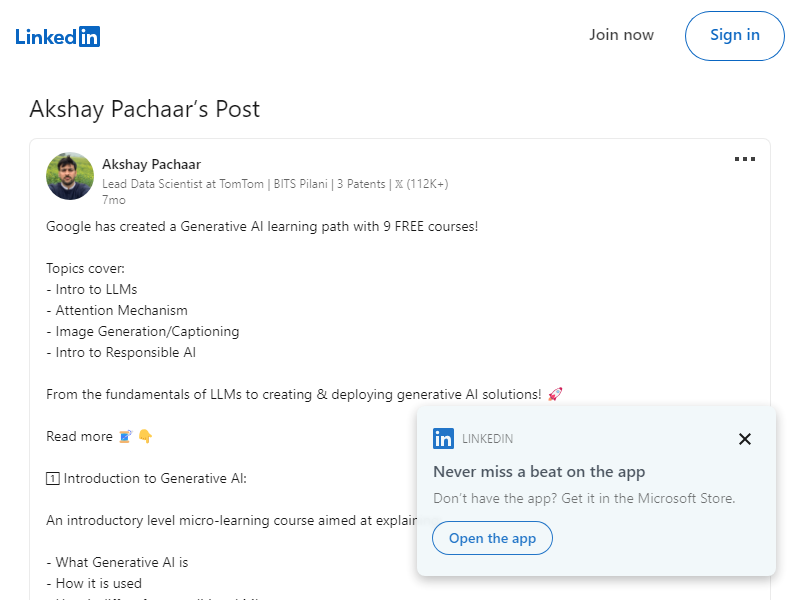 LinkedIn
Join now
Sign in
Akshay Pachaar’s Post
Akshay Pachaar
Lead Data Scientist at TomTom | BITS Pilani | 3 Patents | 𝕏 (112K+)
7mo
Google has created a Generative AI learning path with 9 FREE courses!
Topics cover:
- Intro to LLMs
- Attention Mechanism
- Image Generation/Captioning
- Intro to Responsible AI
From the fundamentals of LLMs to creating & deploying generative AI solutions! 🚀
Read more 🧵 👇
1️⃣ Introduction to Generative AI:
An introductory level micro-learning course aimed at
- What Generative AI is
- How it is used
LINKEDIN
Never miss a beat on the app
Don’t have the app? Get it in the Microsoft Store.
Open the app